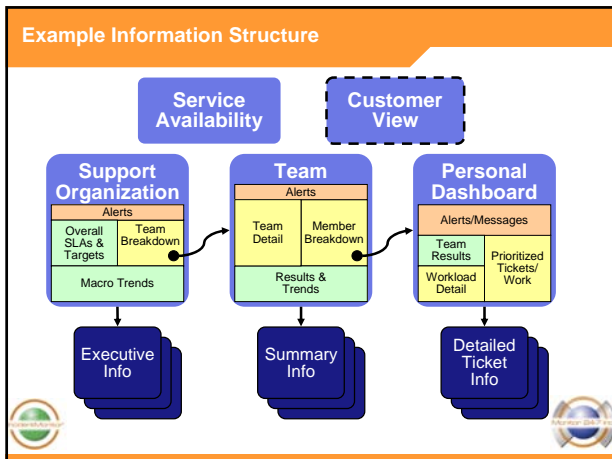 Example Information Structure
Service
Availability
Customer
View
Support
Organization
Alerts
Overall
SLAs &
Targets
Team
Breakdown
Macro Trends
Team
Alerts
Team
Detail
Member
Breakdown
Results &
Trends
Personal
Dashboard
Alerts/Messages
Team
Results
Workload
Detail
Prioritized
Tickets/
Work
Executive
Info
Summary
Info
Detailed
Ticket
Info